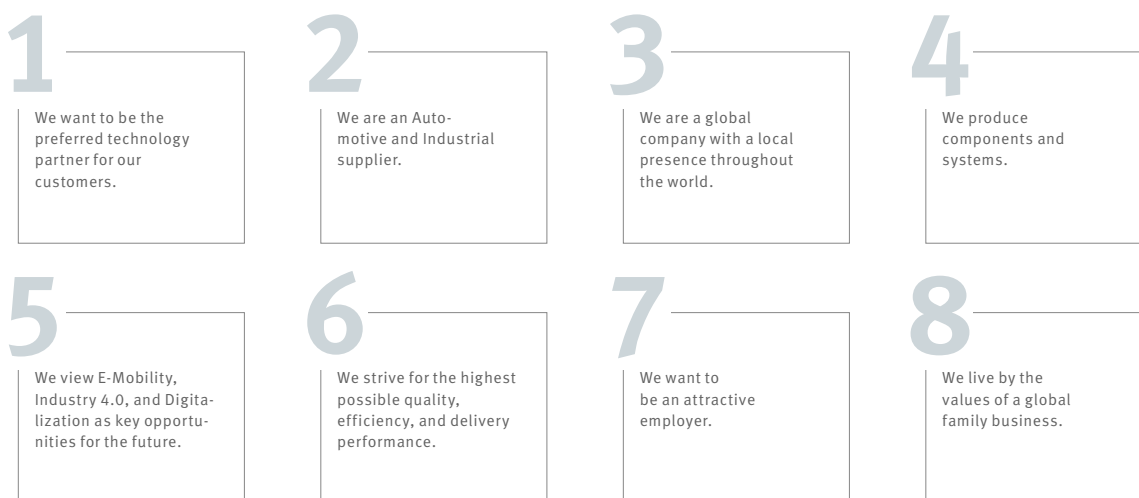 1
We want to be the
preferred technology
partner for our
customers.
2
We are an Auto-
motive and Industrial
supplier.
3
We are a global
company with a local
presence throughout
the world.
4
We produce
components and
systems.
5
We view E-Mobility,
Industry 4.0, and Digita-
lization as key opportu-
nities for the future.
6
We strive for the highest
possible quality,
efficiency, and delivery
performance.
7
We want to
be an attractive
employer.
8
We live by the
values of a global
family business.